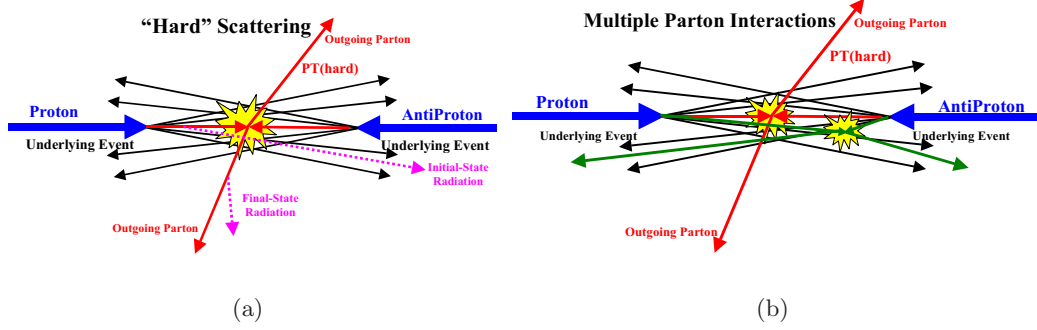 “Hard” Scattering
Outgoing Parton
PT(hard)
Proton
AntiProton
Underlying Event
Underlying Event
Initial-State
Radiation
Final-State
Radiation
Outgoing Parton
(a)
Multiple Parton Interactions
Outgoing Parton
PT(hard)
Proton
AntiProton
Underlying Event
Underlying Event
Outgoing Parton
(b)